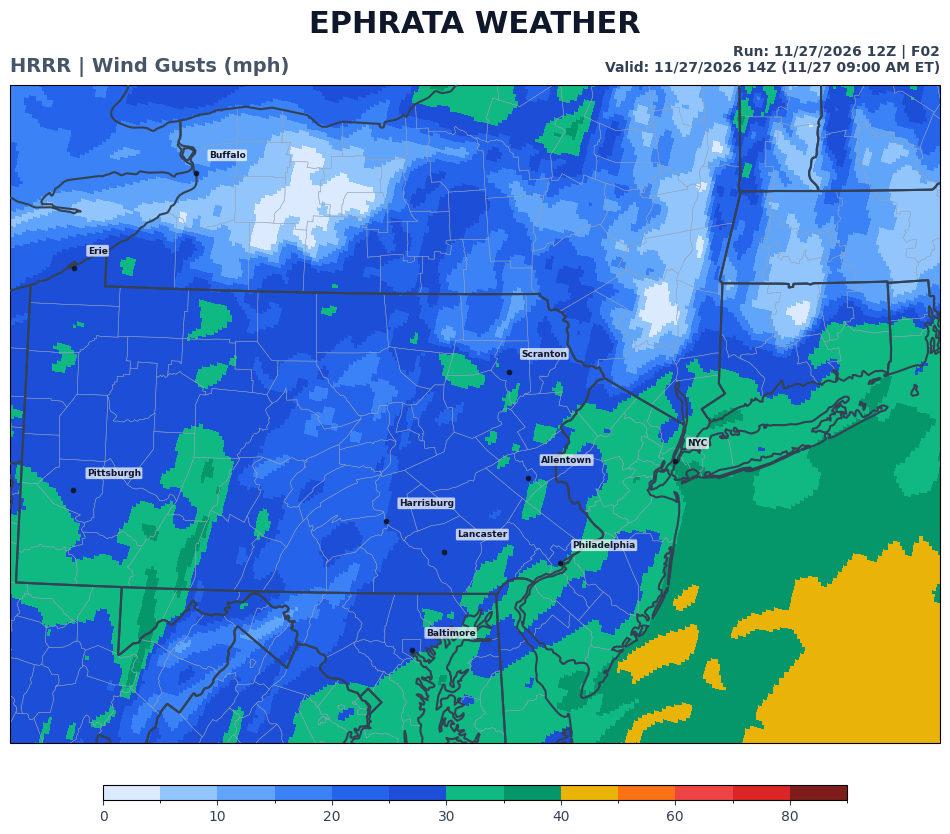 EPHRATA WEATHER
HRRR | Wind Gusts (mph)
Run: 11/27/2026 12Z | F02
Valid: 11/27/2026 14Z (11/27 09:00 AM ET)
Buffalo
Erie
Scranton
NYC
Allentown
Pittsburgh
Harrisburg
Lancaster
Philadelphia
Baltimore
0 10 20 30 40 50 60 70 80